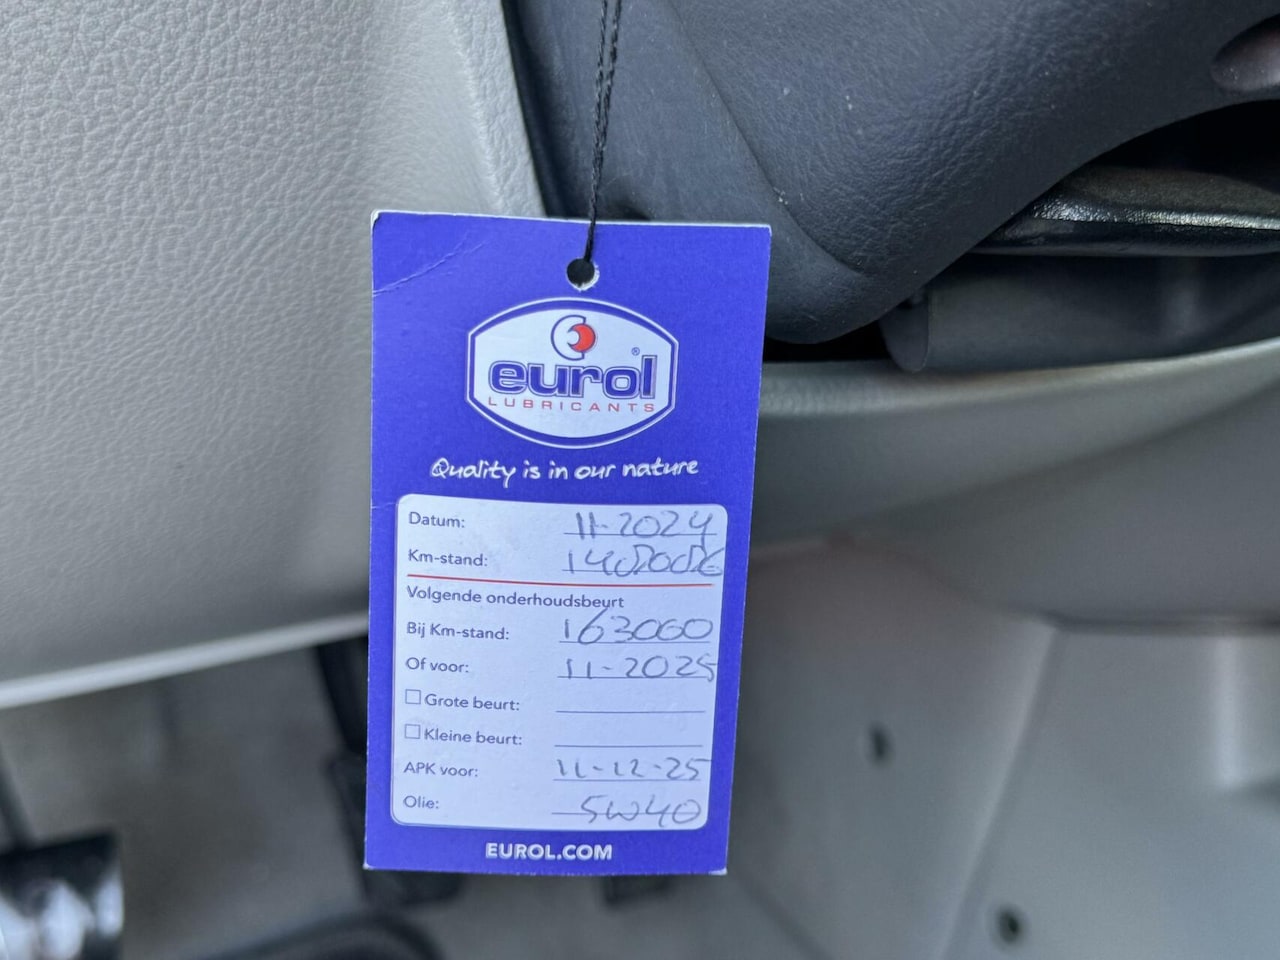 eurol®
LUBRICANTS
Quality is in our nature
Datum: 11-2024
Km-stand:
Volgende onderhoudsbeurt
Bij Km-stand: 163000
Of voor: 11-2025
Grote beurt:
Kleine beurt:
APK voor: 11-12-25
Olie: 5W40
EUROL.COM